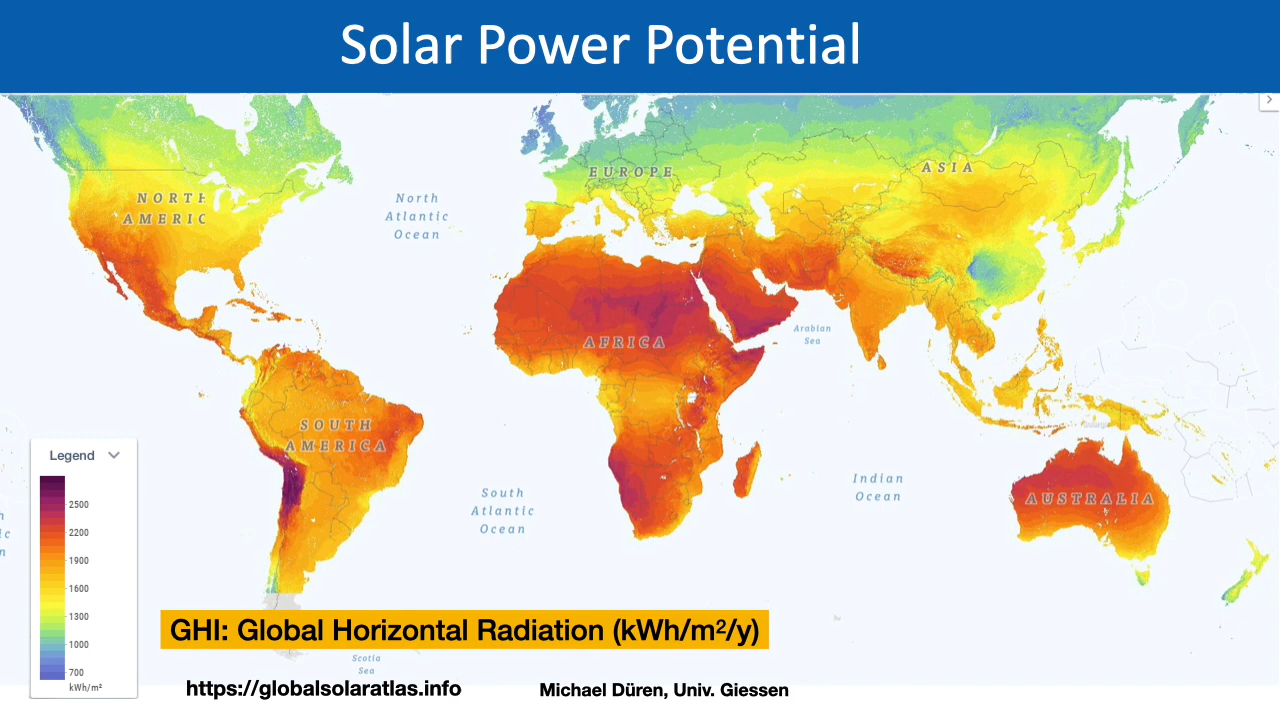 Solar Power Potential
NORTH
AMERIC
North
Atlantic
Ocean
EUROPE
ASIA
AFRICA
Arabian
Sea
SOUTH
AMERICA
South
Atlantic
Ocean
Indian
Ocean
AUSTRALIA
Legend
2500
2200
1900
1600
1300
1000
700
kWh/m²
GHI: Global Horizontal Radiation (kWh/m²/y)
Scotia
Sea
https://globalsolaratlas.info
Michael Düren, Univ. Giessen